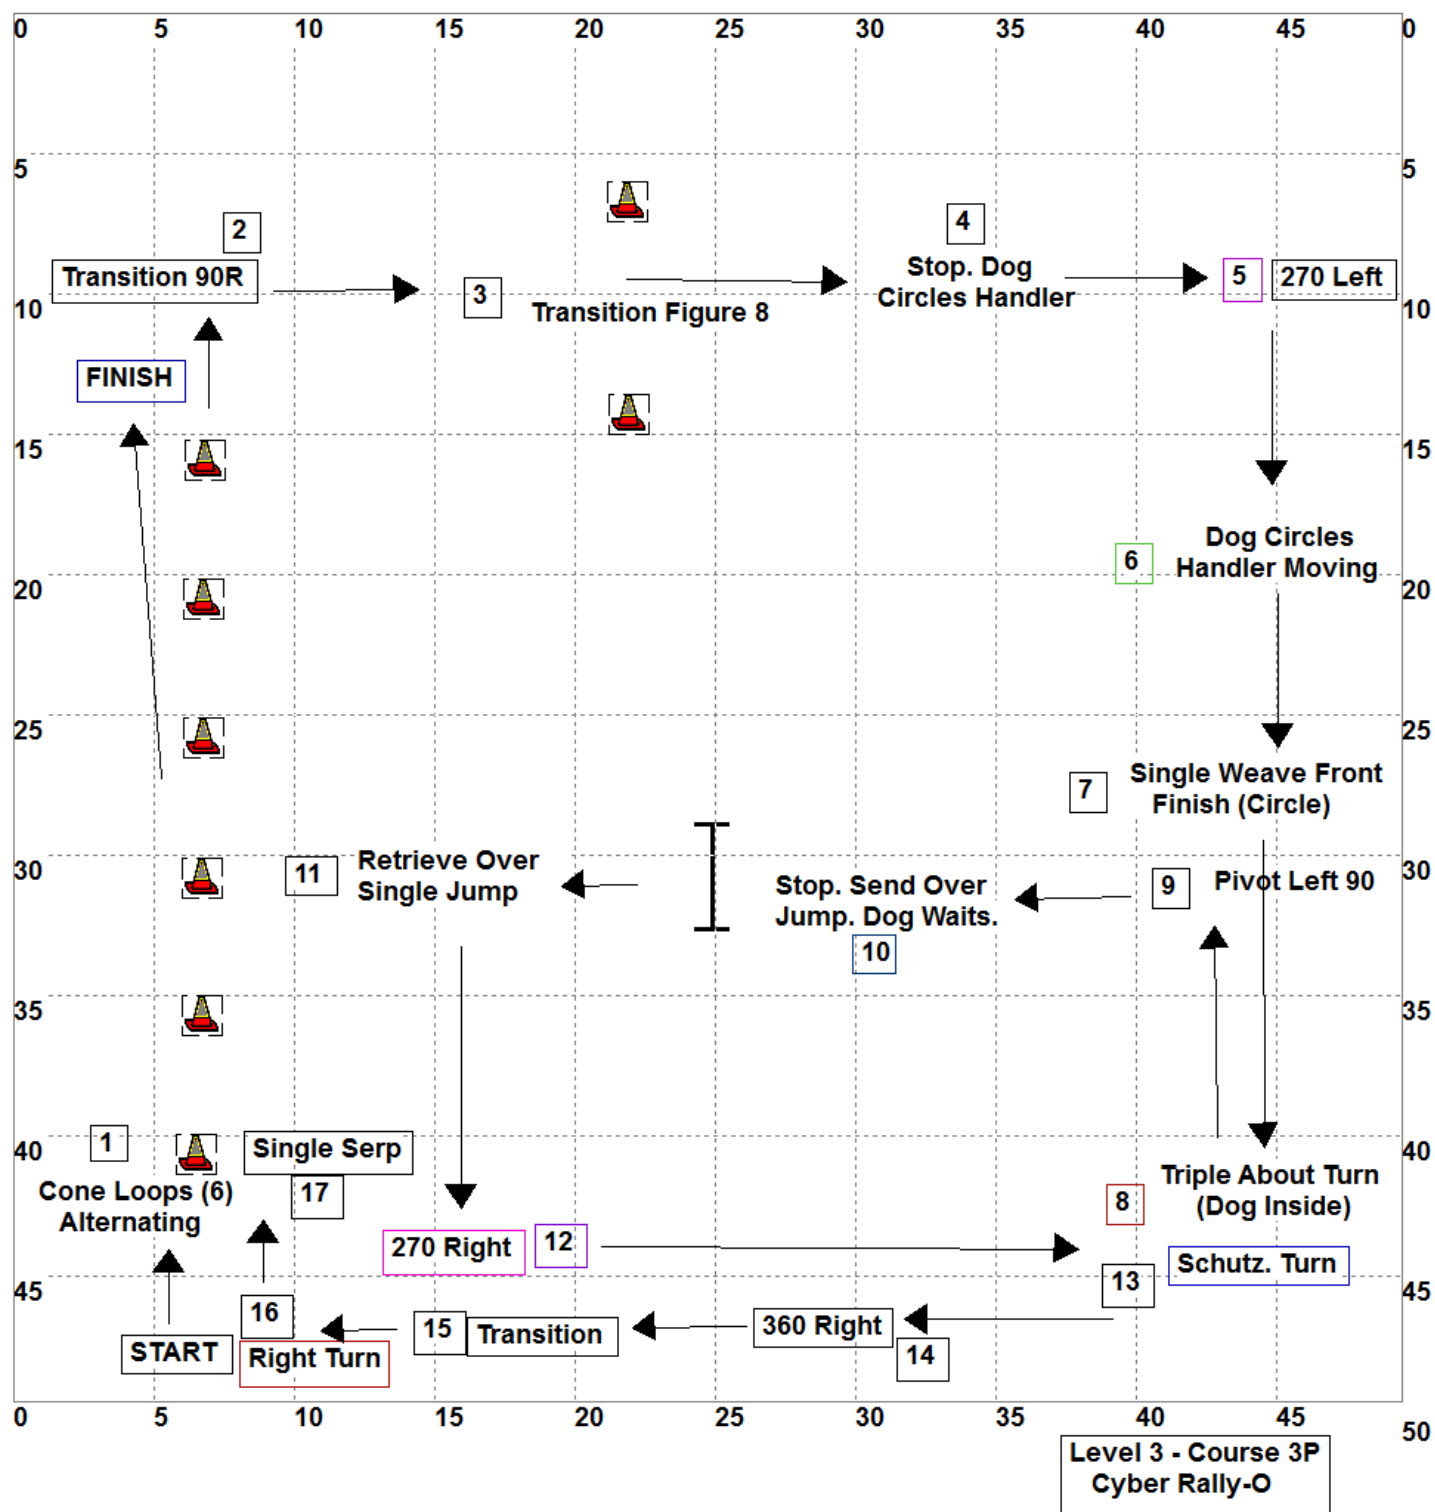 0 5 10 15 20 25 30 35 40 45 0
5 5
2
4
Transition 90R
Stop. Dog
Circles Handler
5
270 Left
3
Transition Figure 8
10 10
FINISH
15 15
Dog Circles
Handler Moving
6
20 20
25 25
7
Single Weave Front
Finish (Circle)
30 30
11
Retrieve Over
Single Jump
Stop. Send Over
Jump. Dog Waits.
9
Pivot Left 90
10
35 35
1
40 40
Single Serp
17
Cone Loops (6)
Alternating
Triple About Turn
(Dog Inside)
8
270 Right
12
Schutz. Turn
13
45 45
16
START
Right Turn
15
Transition
360 Right
14
0 5 10 15 20 25 30 35 40 45 50
Level 3 - Course 3P
Cyber Rally-O